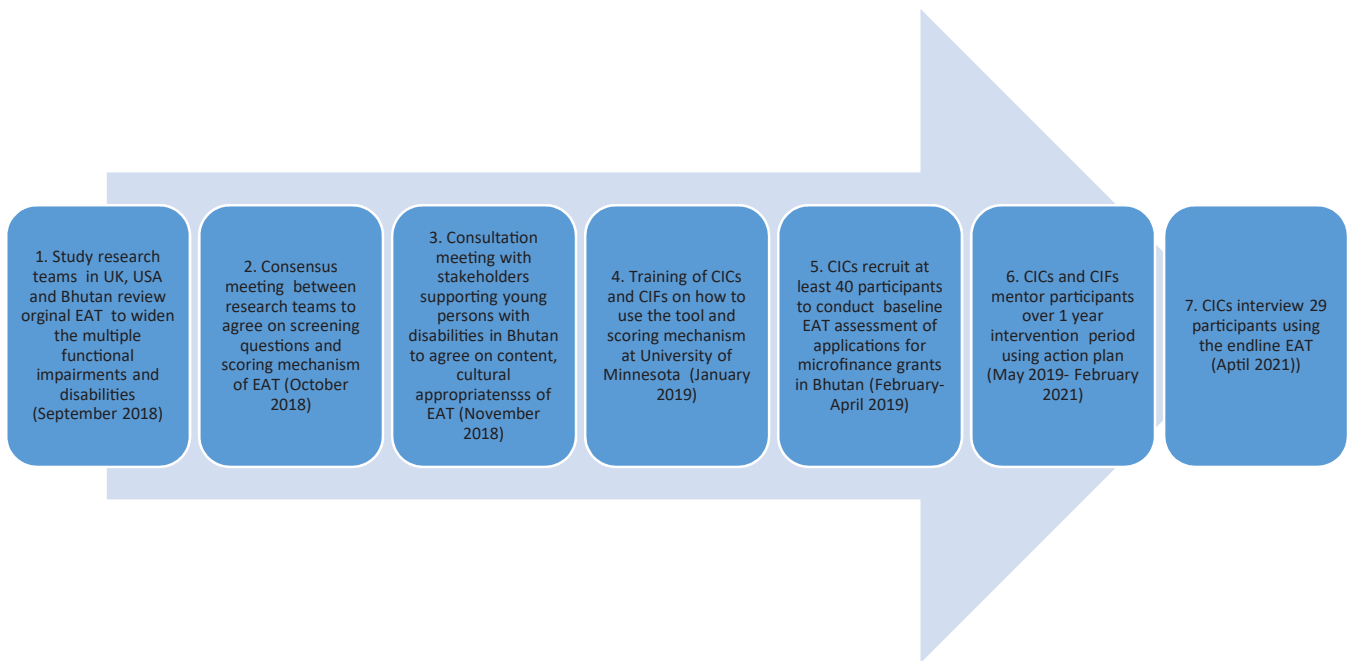 1. Study research
teams in UK, USA
and Bhutan review
orginal EAT to widen
the multiple
functional
impairments and
disabilities
(September 2018)
2. Consensus
meeting between
research teams to
agree on screening
questions and
scoring mechanism
of EAT (October
2018)
3. Consultation
meeting with
stakeholders
supporting young
persons with
disabilities in Bhutan
to agree on content,
cultural
appropriatensss of
EAT (November
2018)
4. Training of CICs
and CIFs on how to
use the tool and
scoring mechanism
at University of
Minnesota (January
2019)
5. CICs recruit at
least 40 participants
to conduct baseline
EAT assessment of
applications for
microfinance grants
in Bhutan (February-
April 2019)
6. CICs and CIFs
mentor participants
over 1 year
intervention period
using action plan
(May 2019- February
2021)
7. CICs interview 29
participants using
the endline EAT
(Aptil 2021))